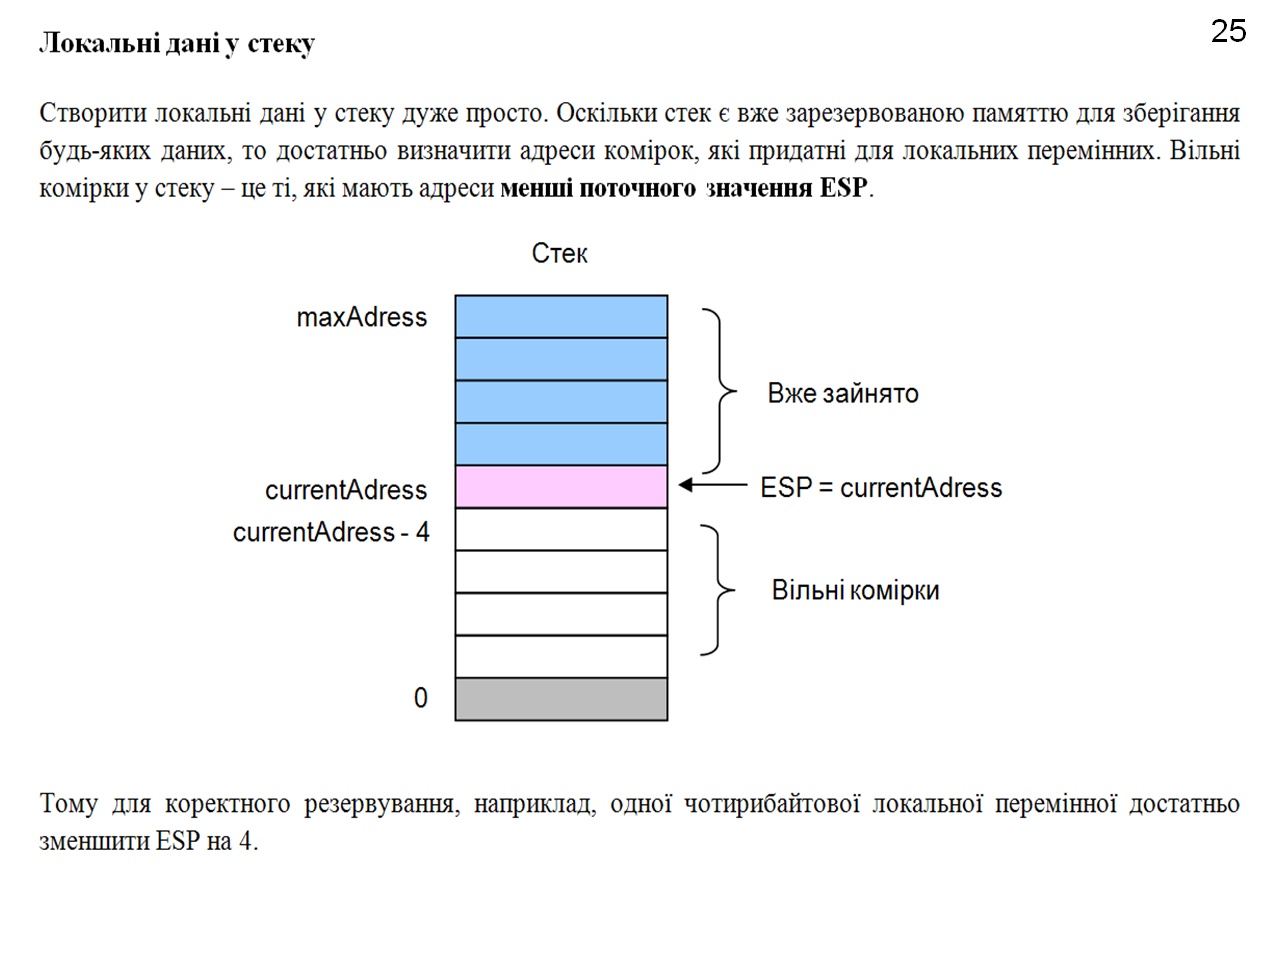 25
Локальні дані у стеку
Створити локальні дані у стеку дуже просто. Оскільки стек є вже зарезервованою памяттю для зберігання
будь-яких даних, то достатньо визначити адреси комірок, які придатні для локальних перемінних. Вільні
комірки у стеку – це ті, які мають адреси менші поточного значення ESP.
Стек
maxAdress
Вже зайнято
currentAdress
ESP = currentAdress
currentAdress - 4
Вільні комірки
0
Тому для коректного резервування, наприклад, одної чотирибайтової локальної перемінної достатньо
зменшити ESP на 4.